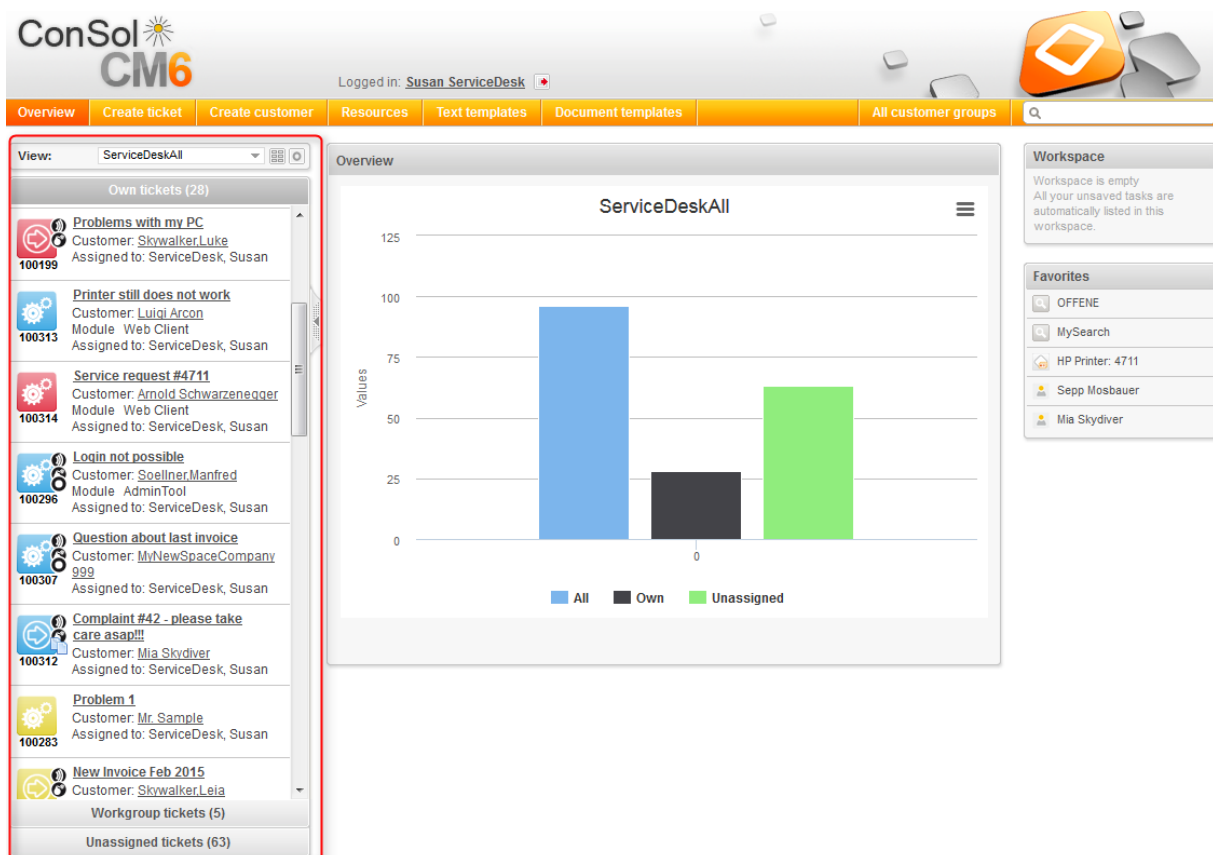 ConSol
CM6
Logged in: Susan ServiceDesk
Overview Create ticket Create customer Resources Text templates Document templates All customer groups
View: ServiceDeskAll
Own tickets (28)
Problems with my PC
Customer: Skywalker,Luke
Assigned to: ServiceDesk, Susan
100199
Printer still does not work
Customer: Luigi Arcon
Module Web Client
Assigned to: ServiceDesk, Susan
100313
Service request #4711
Customer: Arnold Schwarzenegger
Module Web Client
Assigned to: ServiceDesk, Susan
100314
Login not possible
Customer: Soellner,Manfred
Module AdminTool
Assigned to: ServiceDesk, Susan
100296
Question about last invoice
Customer: MyNewSpaceCompany
999
Assigned to: ServiceDesk, Susan
100307
Complaint #42 - please take
care asap!!!
Customer: Mia Skydiver
Assigned to: ServiceDesk, Susan
100312
Problem 1
Customer: Mr. Sample
Assigned to: ServiceDesk, Susan
100283
New Invoice Feb 2015
Customer: Skywalker,Leia
Workgroup tickets (5)
Unassigned tickets (63)
Overview
ServiceDeskAll
Values
125
100
75
50
25
0
0
All Own Unassigned
Workspace
Workspace is empty
All your unsaved tasks are
automatically listed in this
workspace.
Favorites
OFFENE
MySearch
HP Printer: 4711
Sepp Mosbauer
Mia Skydiver